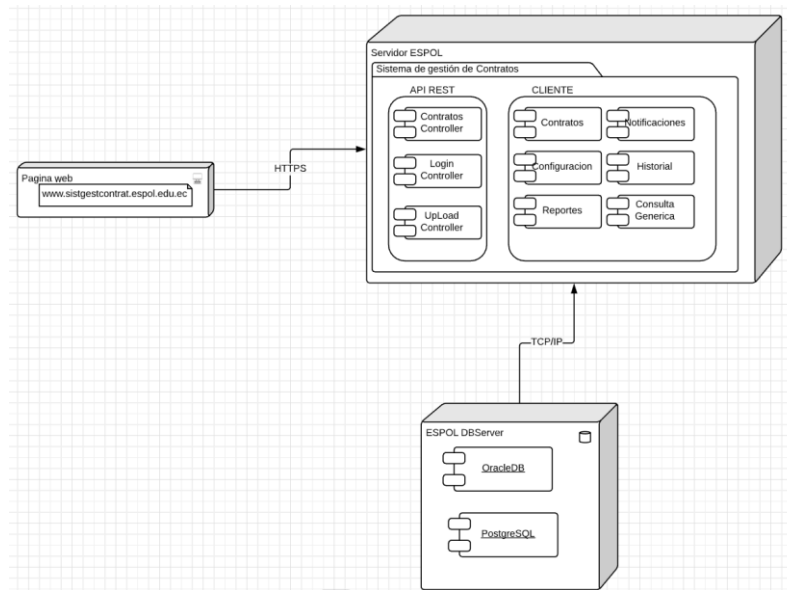 Servidor ESPOL
Sistema de gestión de Contratos
API REST
CLIENTE
Contratos
Controller
Login
Controller
UpLoad
Controller
Contratos
Notificaciones
Configuracion
Historial
Reportes
Consulta
Generica
HTTPS
Pagina web
www.sistgestcontrat.espol.edu.ec
TCP/IP
ESPOL DBServer
OracleDB
PostgreSQL